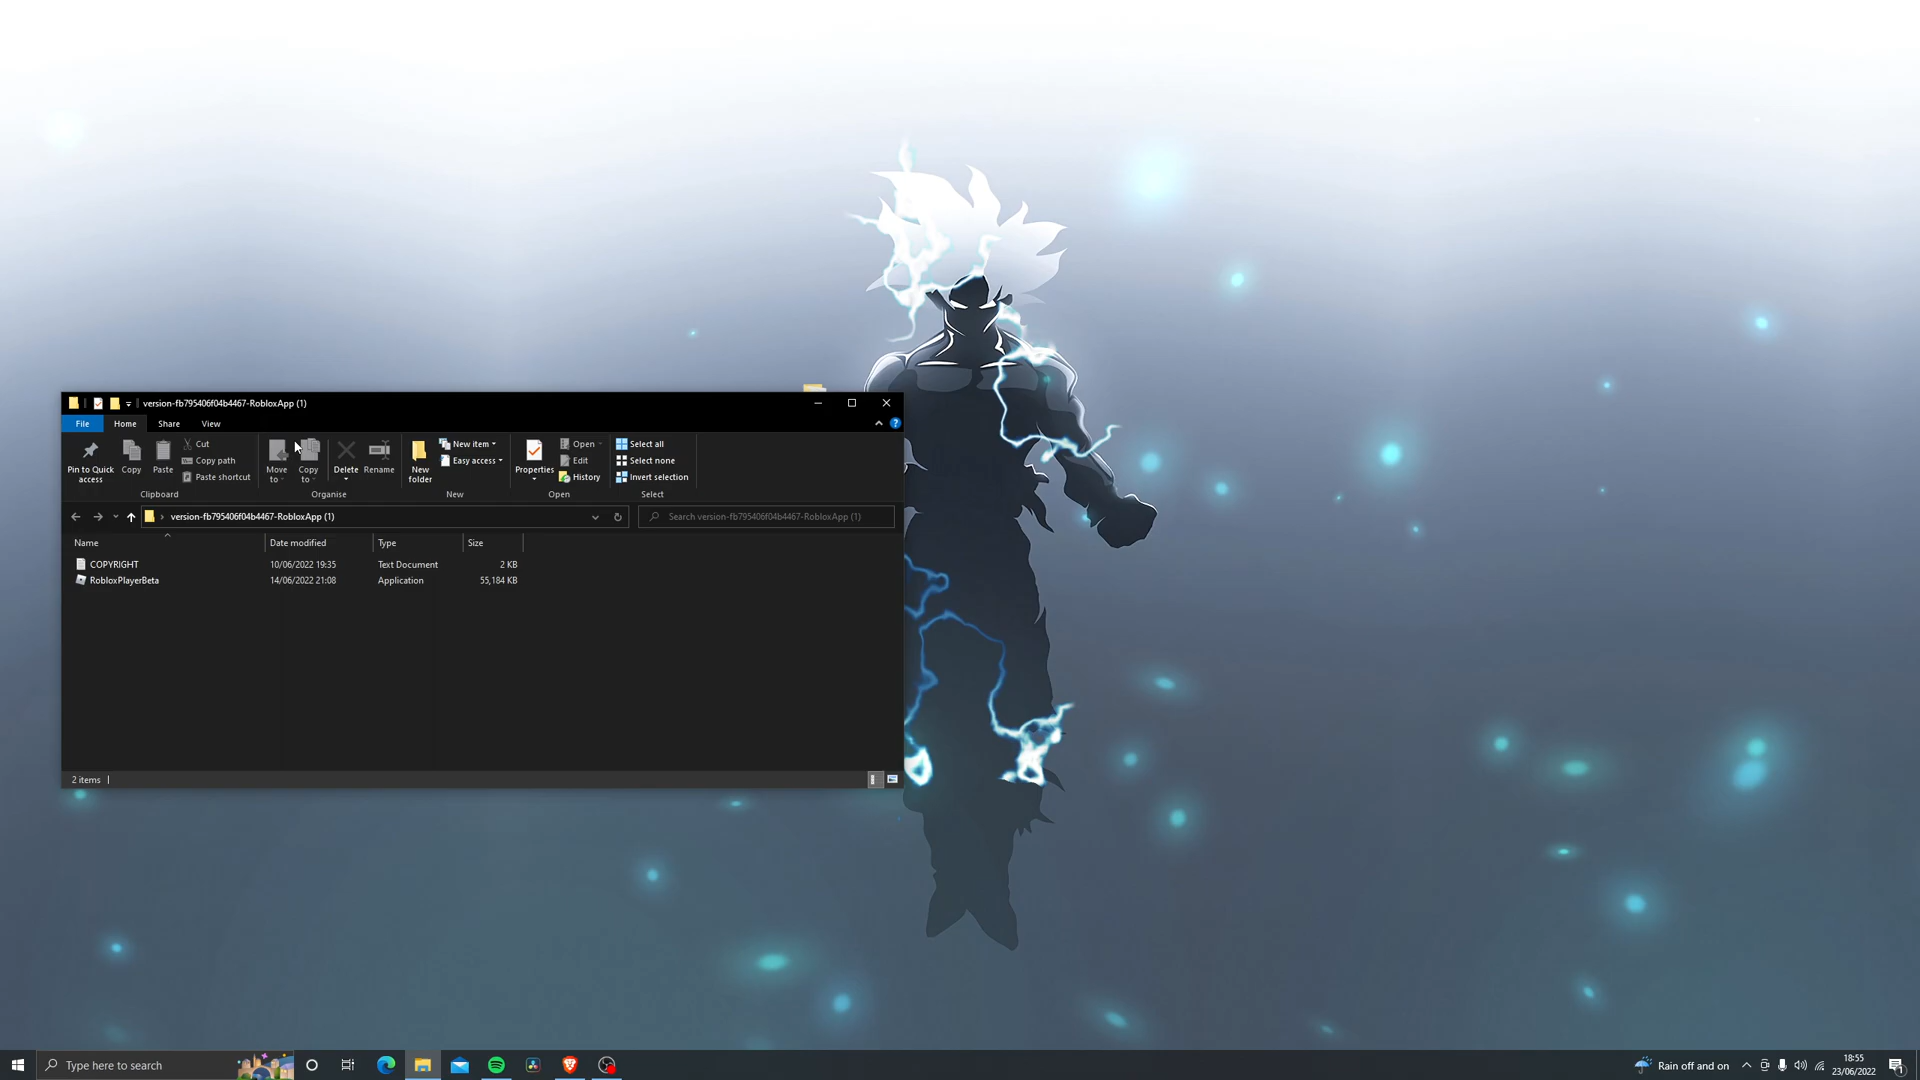 version-fb795406f04b4467-RobloxApp (1)
File Home Share View
Pin to Quick access
Copy
Paste
Cut
Copy path
Paste shortcut
Clipboard
Move to
Copy to
Delete
Rename
Organise
New folder
New item
Easy access
New
Properties
Open
Edit
History
Open
Select all
Select none
Invert selection
Select
version-fb795406f04b4467-RobloxApp (1)
Search version-fb795406f04b4467-RobloxApp (1)
Name Date modified Type Size
COPYRIGHT 10/06/2022 19:35 Text Document 2 KB
RobloxPlayerBeta 14/06/2022 21:08 Application 55,184 KB
2 items
Type here to search
Rain off and on
18:55
23/06/2022
1